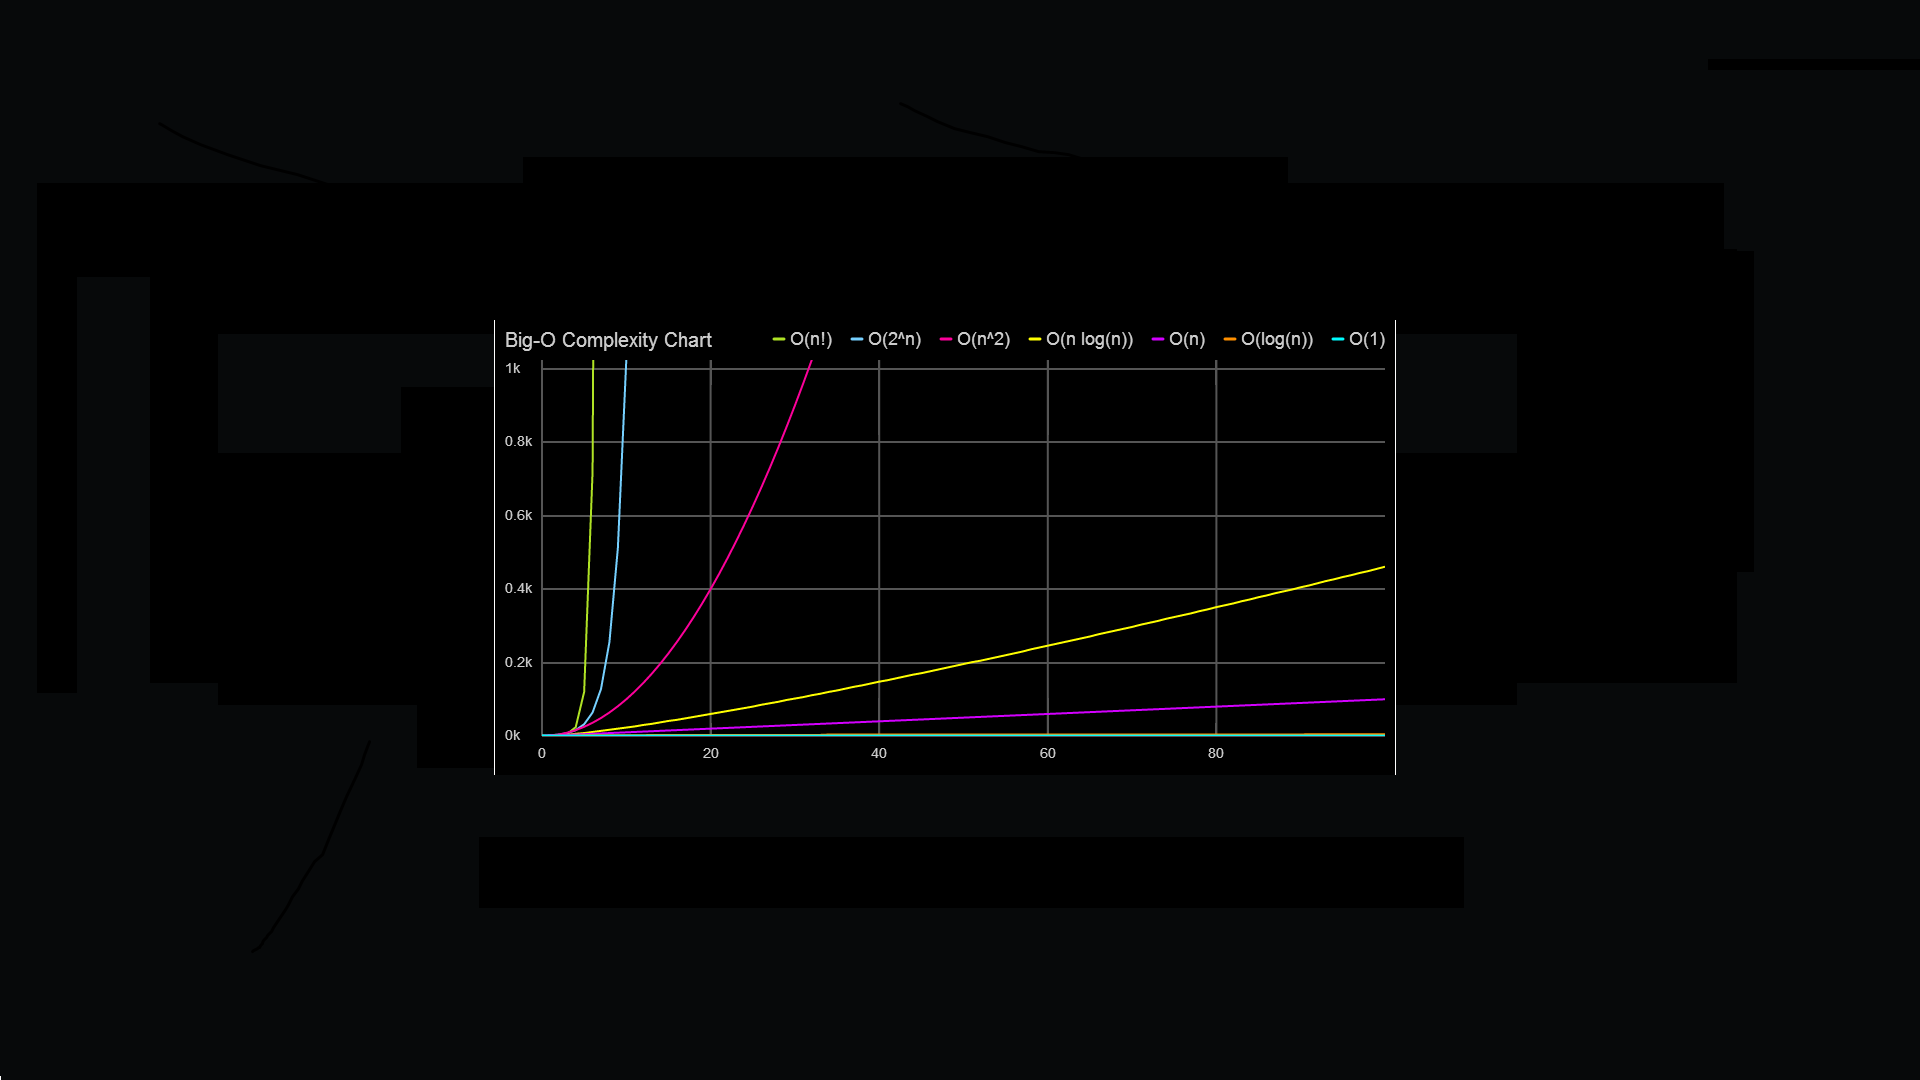 Big-O Complexity Chart
O(n!) O(2^n) O(n^2) O(n log(n)) O(n) O(log(n)) O(1)
1k
0.8k
0.6k
0.4k
0.2k
0k
0 20 40 60 80